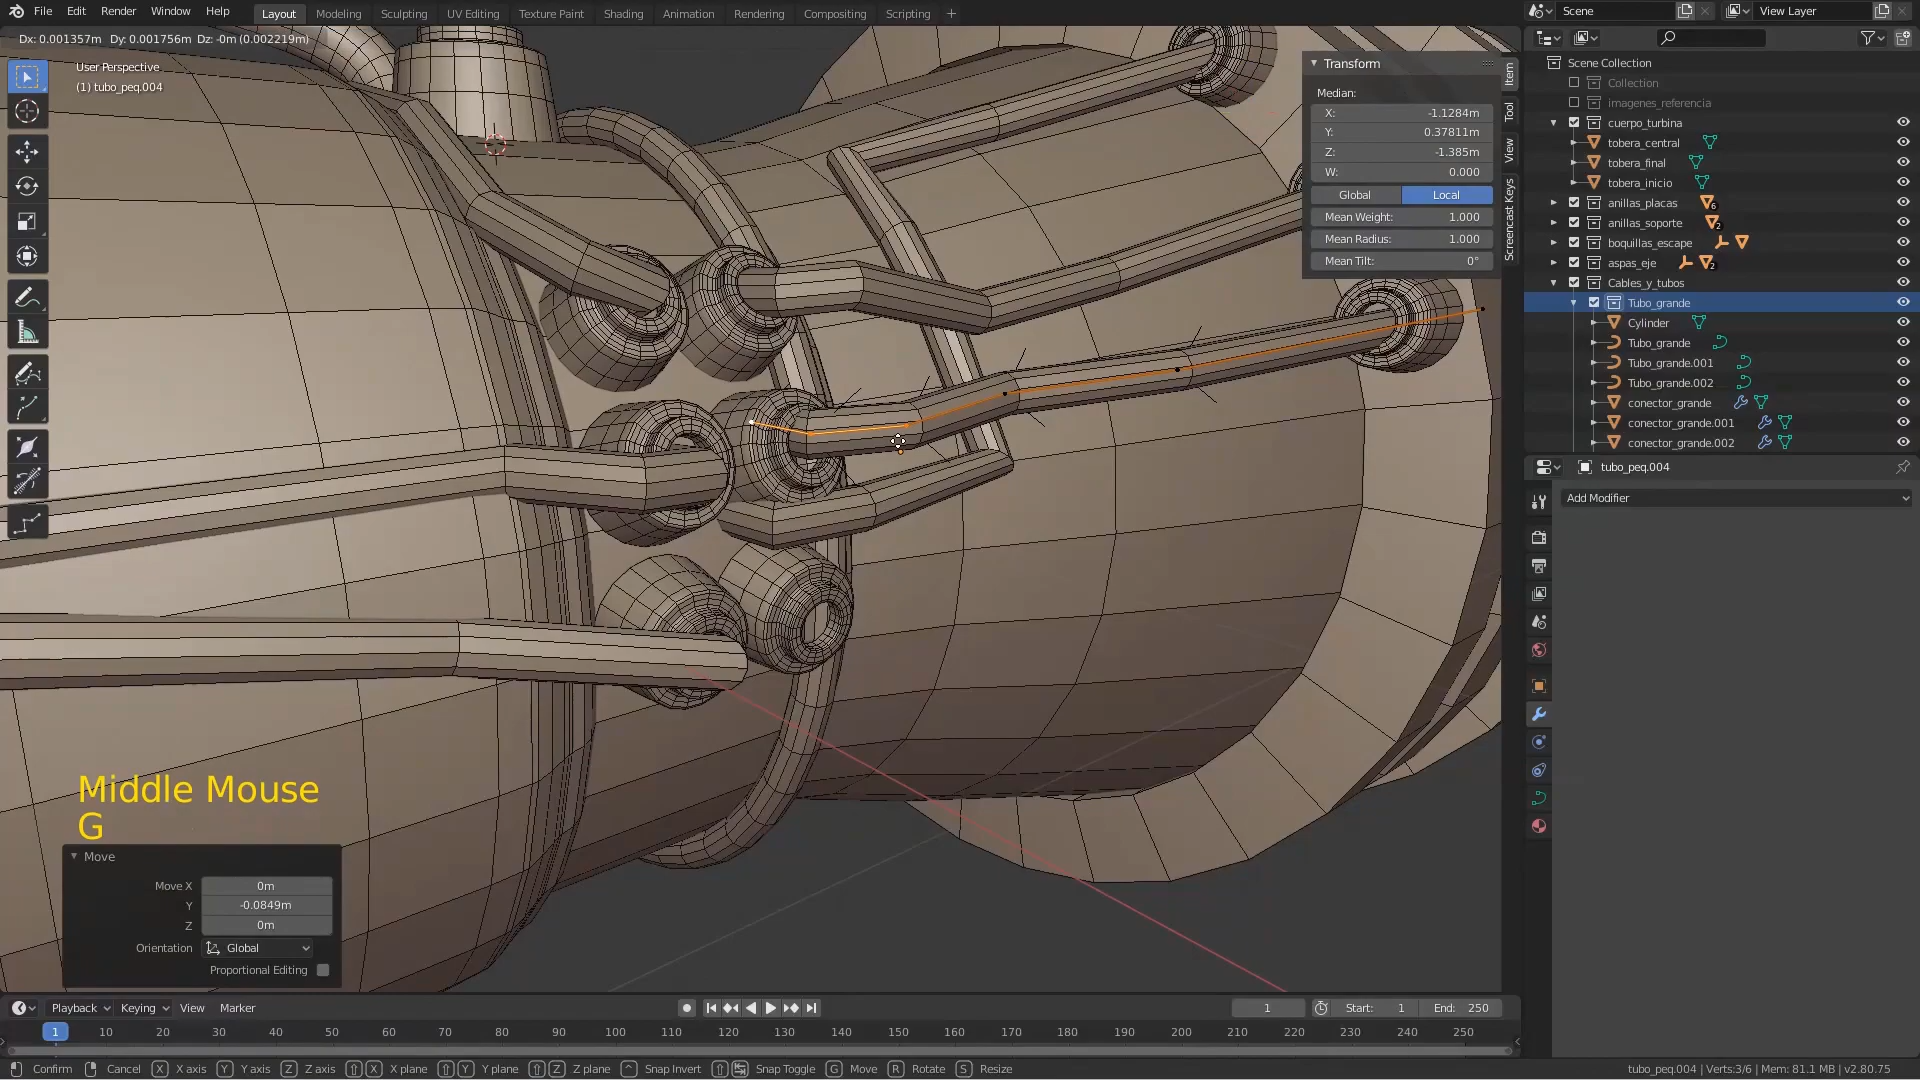 File Edit Render Window Help
Layout Modeling Sculpting UV Editing Texture Paint Shading Animation Rendering Compositing Scripting +
Scene
View Layer
Dx: 0.001357m Dy: 0.001756m Dz: -0m (0.002219m)
User Perspective
(1) tubo_peq.004
Transform
Median:
X: -1.1284m
Y: 0.37811m
Z: -1.385m
W: 0.000
Global Local
Mean Weight: 1.000
Mean Radius: 1.000
Mean Tilt: 0°
Item
Tool
View
Screencast Keys
Scene Collection
Collection
imagenes_referencia
cuerpo_turbina
tobera_central
tobera_final
tobera_inicio
anillas_placas 6
anillas_soporte 2
boquillas_escape
aspas_eje 2
Cables_y_tubos
Tubo_grande
Cylinder
Tubo_grande
Tubo_grande.001
Tubo_grande.002
conector_grande
conector_grande.001
conector_grande.002
tubo_peq.004
Add Modifier
Middle Mouse
G
Move
Move X 0m
Y -0.0849m
Z 0m
Orientation Global
Proportional Editing
Playback Keying View Marker
1 Start: 1 End: 250
1 10 20 30 40 50 60 70 80 90 100 110 120 130 140 150 160 170 180 190 200 210 220 230 240 250
Confirm Cancel X X axis Y Y axis Z Z axis X X plane Y Y plane Z Z plane Snap Invert Snap Toggle G Move R Rotate S Resize
tubo_peq.004 | Verts:3/6 | Mem: 81.1 MB | v2.80.75